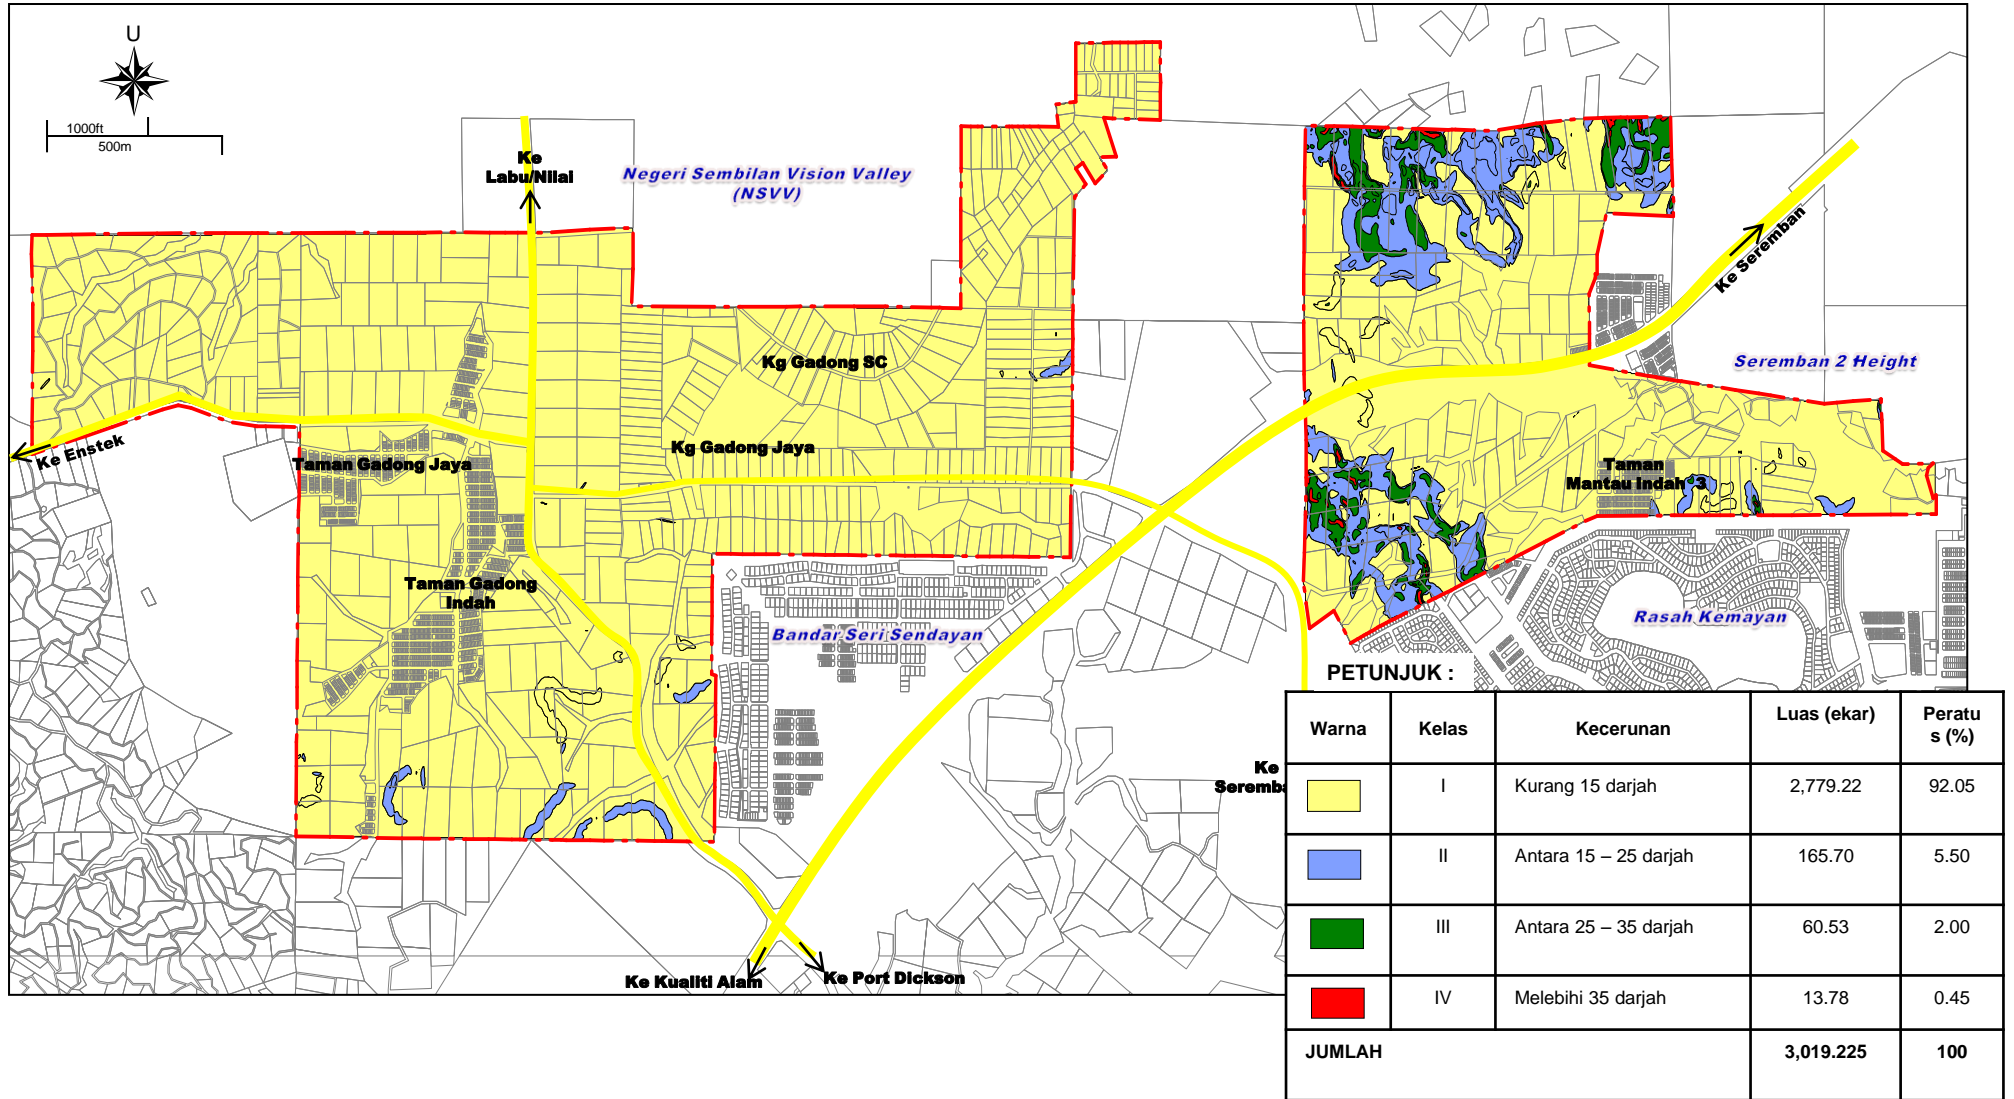 U
1000ft
500m
Ke
Labu/Nilai
Negeri Sembilan Vision Valley
(NSVV)
Ke Seremban
Kg Gadong SC
Seremban 2 Height
Ke Enstek
Taman Gadong Jaya
Kg Gadong Jaya
Taman
Mantau Indah 3
Taman Gadong
Indah
Bandar Seri Sendayan
Rasah Kemayan
Ke
Seremba
Ke Kualiti Alam
Ke Port Dickson
PETUNJUK :
Warna Kelas Kecerunan Luas (ekar) Peratu
s (%)
I Kurang 15 darjah 2,779.22 92.05
II Antara 15 – 25 darjah 165.70 5.50
III Antara 25 – 35 darjah 60.53 2.00
IV Melebihi 35 darjah 13.78 0.45
JUMLAH 3,019.225 100